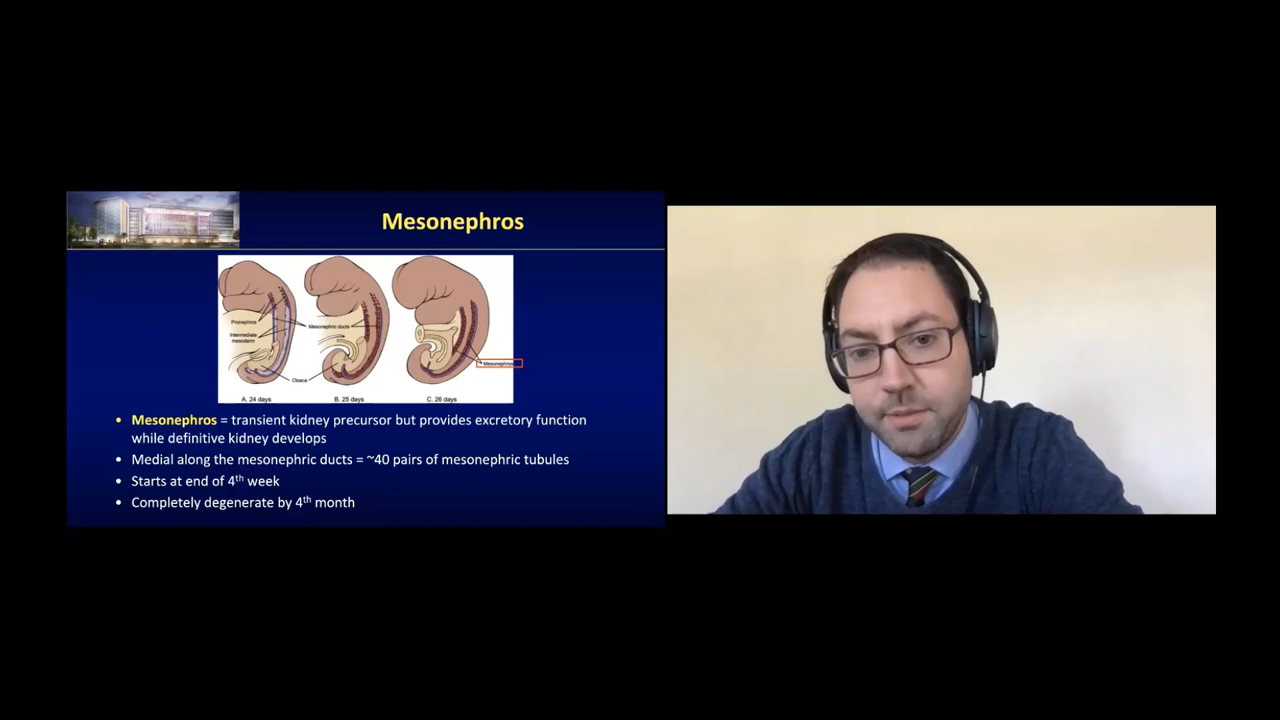 Mesonephros
Pronephros
Intermediate
mesoderm
Mesonephric ducts
Cloaca
Mesonephros
A. 24 days
B. 25 days
C. 26 days
• Mesonephros = transient kidney precursor but provides excretory function
while definitive kidney develops
• Medial along the mesonephric ducts = ~40 pairs of mesonephric tubules
• Starts at end of 4th week
• Completely degenerate by 4th month